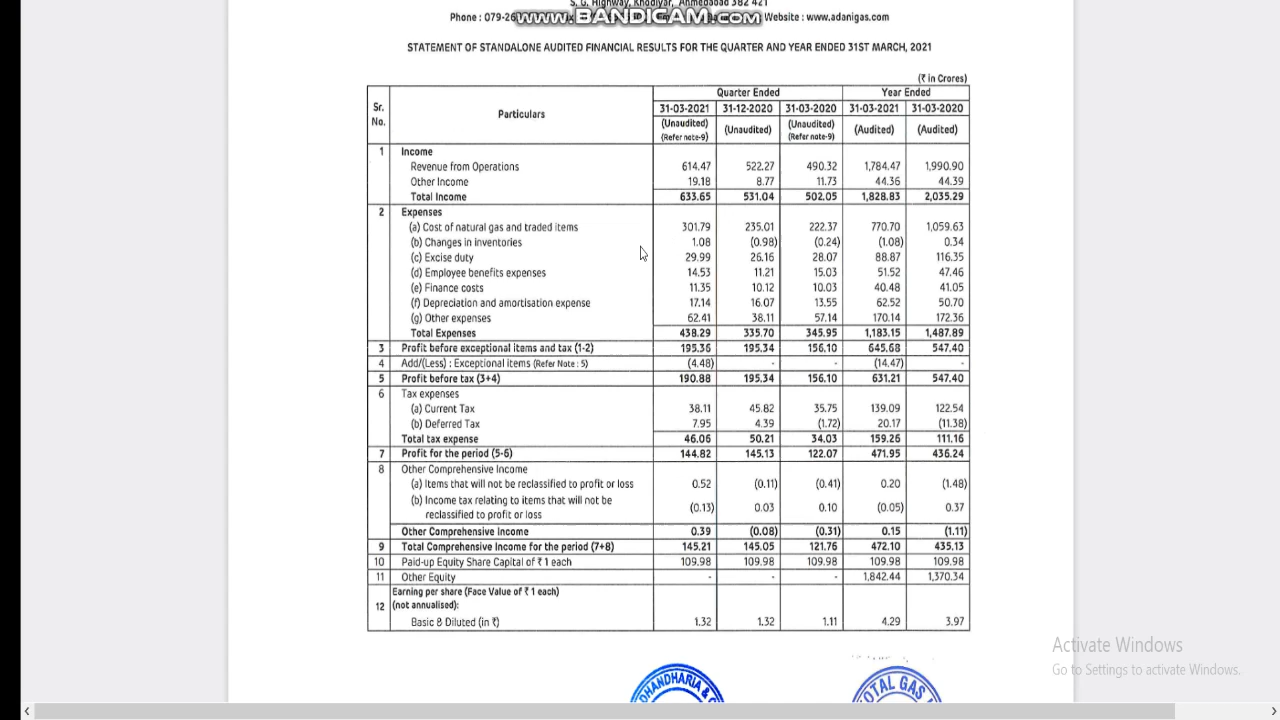 S. G. Highway, Khodiyar, Ahmedabad 382 421
Phone : 079-26 www.BANDICAM.com Website : www.adanigas.com
STATEMENT OF STANDALONE AUDITED FINANCIAL RESULTS FOR THE QUARTER AND YEAR ENDED 31ST MARCH, 2021
(₹ in Crores)
Sr. No. Particulars Quarter Ended Year Ended
31-03-2021 31-12-2020 31-03-2020 31-03-2021 31-03-2020
(Unaudited) (Refer note-9) (Unaudited) (Unaudited) (Refer note-9) (Audited) (Audited)
1 Income
Revenue from Operations 614.47 522.27 490.32 1,784.47 1,990.90
Other Income 19.18 8.77 11.73 44.36 44.39
Total Income 633.65 531.04 502.05 1,828.83 2,035.29
2 Expenses
(a) Cost of natural gas and traded items 301.79 235.01 222.37 770.70 1,059.63
(b) Changes in inventories 1.08 (0.98) (0.24) (1.08) 0.34
(c) Excise duty 29.99 26.16 28.07 88.87 116.35
(d) Employee benefits expenses 14.53 11.21 15.03 51.52 47.46
(e) Finance costs 11.35 10.12 10.03 40.48 41.05
(f) Depreciation and amortisation expense 17.14 16.07 13.55 62.52 50.70
(g) Other expenses 62.41 38.11 57.14 170.14 172.36
Total Expenses 438.29 335.70 345.95 1,183.15 1,487.89
3 Profit before exceptional items and tax (1-2) 195.36 195.34 156.10 645.68 547.40
4 Add/(Less) : Exceptional items (Refer Note : 5) (4.48) - - (14.47) -
5 Profit before tax (3+4) 190.88 195.34 156.10 631.21 547.40
6 Tax expenses
(a) Current Tax 38.11 45.82 35.75 139.09 122.54
(b) Deferred Tax 7.95 4.39 (1.72) 20.17 (11.38)
Total tax expense 46.06 50.21 34.03 159.26 111.16
7 Profit for the period (5-6) 144.82 145.13 122.07 471.95 436.24
8 Other Comprehensive Income
(a) Items that will not be reclassified to profit or loss 0.52 (0.11) (0.41) 0.20 (1.48)
(b) Income tax relating to items that will not be
reclassified to profit or loss (0.13) 0.03 0.10 (0.05) 0.37
Other Comprehensive Income 0.39 (0.08) (0.31) 0.15 (1.11)
9 Total Comprehensive Income for the period (7+8) 145.21 145.05 121.76 472.10 435.13
10 Paid-up Equity Share Capital of ₹ 1 each 109.98 109.98 109.98 109.98 109.98
11 Other Equity - - - 1,842.44 1,370.34
Earning per share (Face Value of ₹ 1 each)
12 (not annualised):
Basic & Diluted (in ₹) 1.32 1.32 1.11 4.29 3.97
Activate Windows
Go to Settings to activate Windows.
DHANDHARIA &
TOTAL GAS